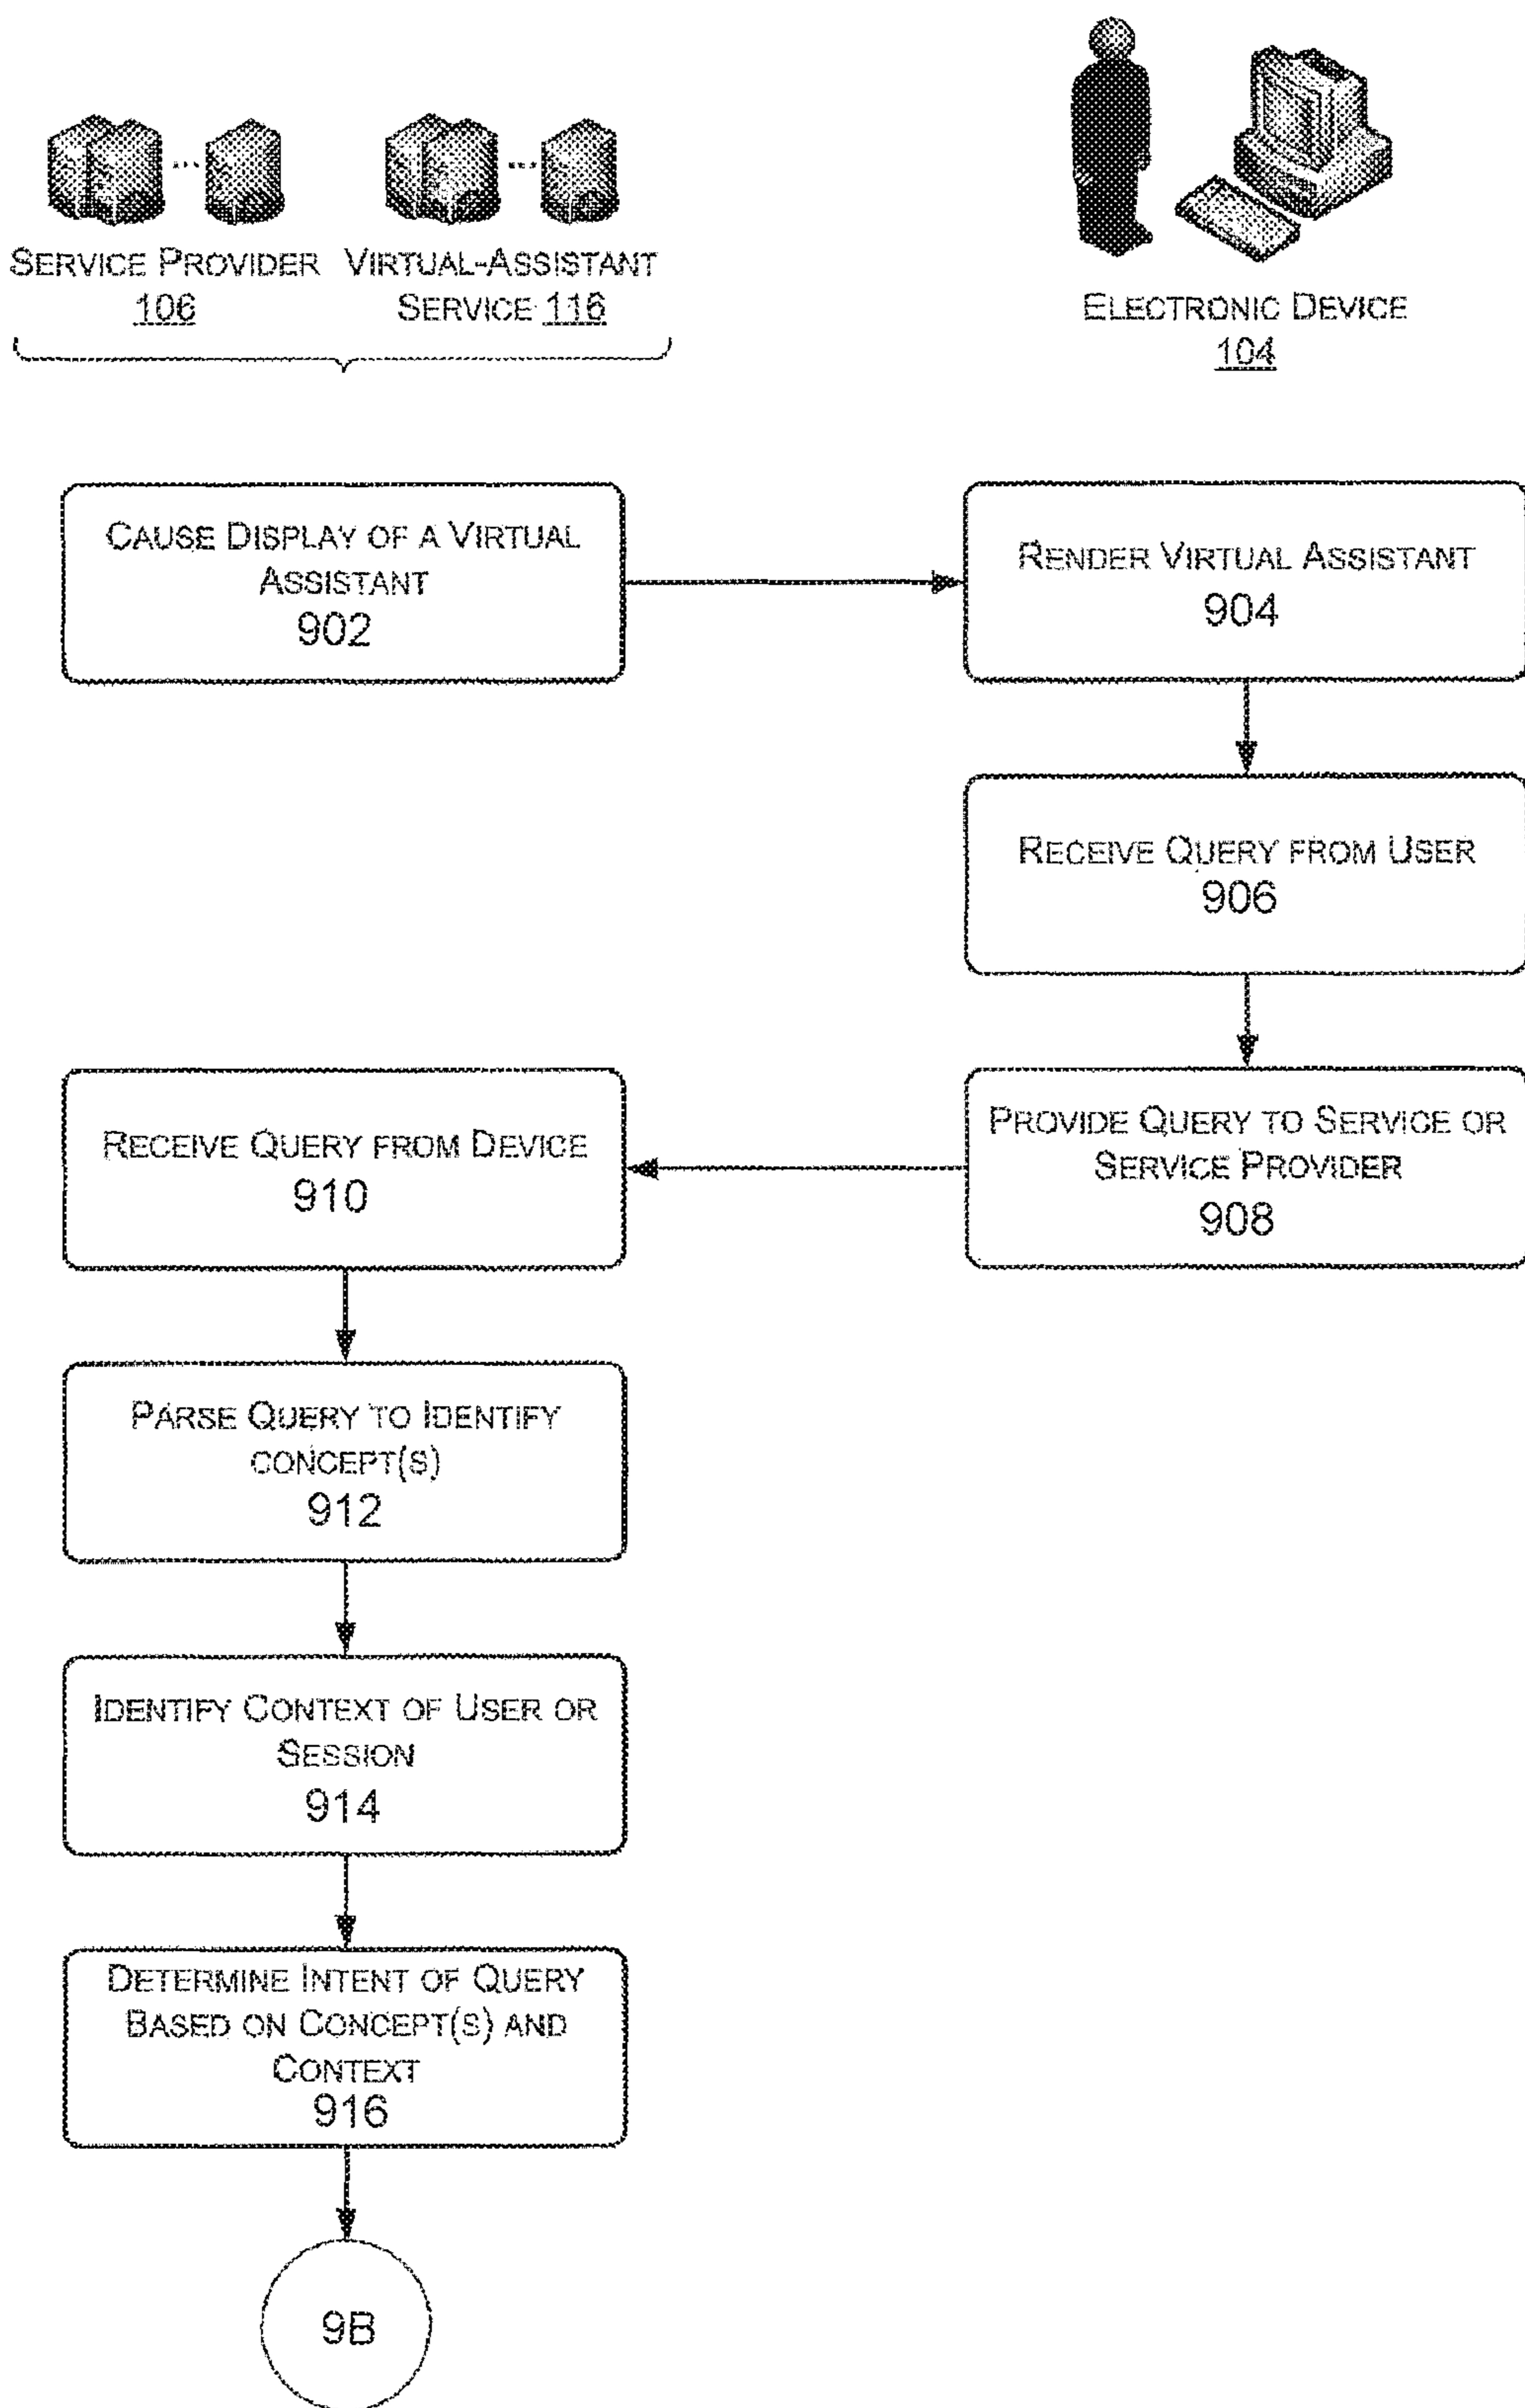 SERVICE PROVIDER
106
VIRTUAL-ASSISTANT
SERVICE 116
ELECTRONIC DEVICE
104
CAUSE DISPLAY OF A VIRTUAL
ASSISTANT
902
RENDER VIRTUAL ASSISTANT
904
RECEIVE QUERY FROM USER
906
PROVIDE QUERY TO SERVICE OR
SERVICE PROVIDER
908
RECEIVE QUERY FROM DEVICE
910
PARSE QUERY TO IDENTIFY
CONCEPT(S)
912
IDENTIFY CONTEXT OF USER OR
SESSION
914
DETERMINE INTENT OF QUERY
BASED ON CONCEPT(S) AND
CONTEXT
916
9B